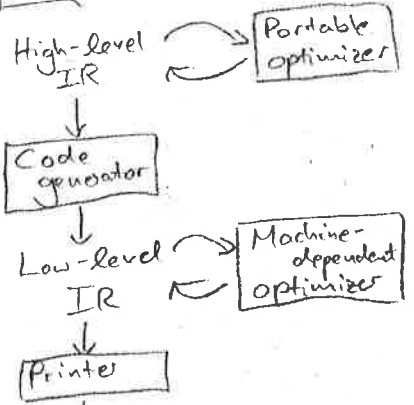 High-level
IR
Portable
optimizer
Code
generator
Low-level
IR
Machine-
dependent
optimizer
Printer